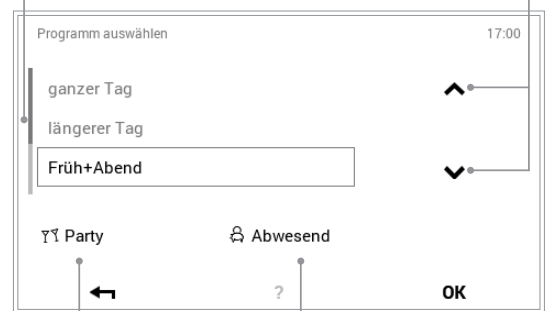 Programm auswählen 17:00
ganzer Tag
längerer Tag
Früh+Abend
Party Abwesend
? OK